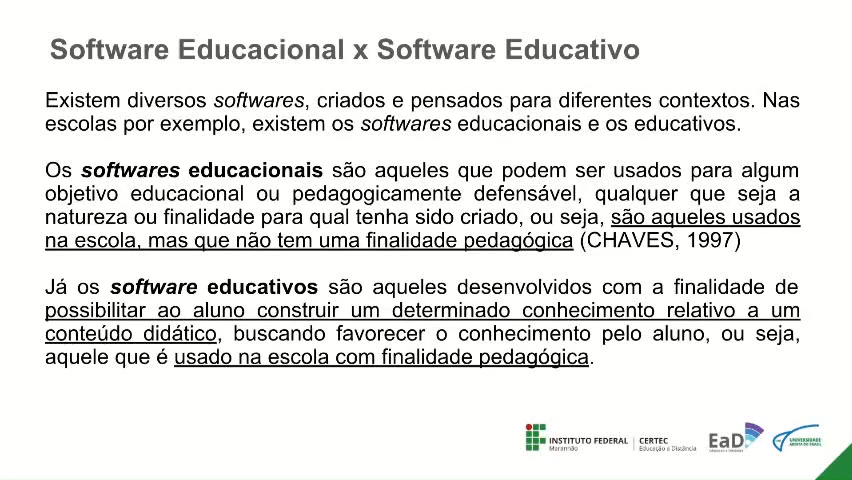 Software Educacional x Software Educativo
Existem diversos softwares, criados e pensados para diferentes contextos. Nas
escolas por exemplo, existem os softwares educacionais e os educativos.
Os softwares educacionais são aqueles que podem ser usados para algum
objetivo educacional ou pedagogicamente defensável, qualquer que seja a
natureza ou finalidade para qual tenha sido criado, ou seja, são aqueles usados
na escola, mas que não tem uma finalidade pedagógica (CHAVES, 1997)
Já os software educativos são aqueles desenvolvidos com a finalidade de
possibilitar ao aluno construir um determinado conhecimento relativo a um
conteúdo didático, buscando favorecer o conhecimento pelo aluno, ou seja,
aquele que é usado na escola com finalidade pedagógica.
INSTITUTO FEDERAL
Maranhão
CERTEC
Educação a Distância
EaD
UNIVERSIDADE
ABERTA DO BRASIL